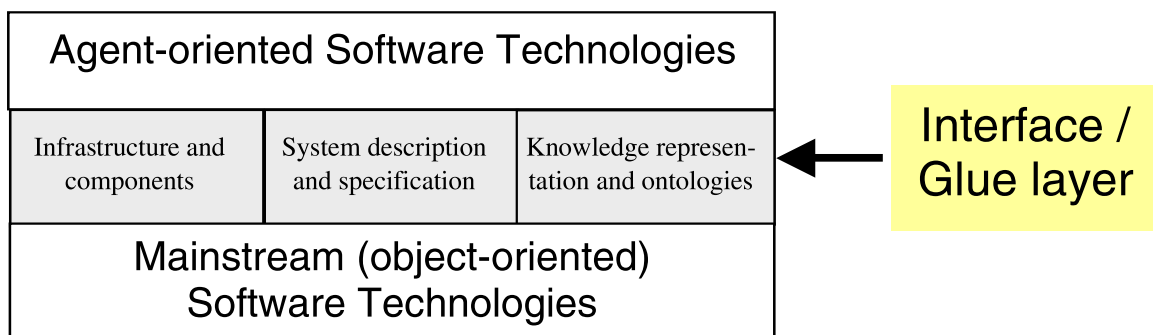 Agent-oriented Software Technologies
Infrastructure and
components
System description
and specification
Knowledge represen-
tation and ontologies
Interface /
Glue layer
Mainstream (object-oriented)
Software Technologies